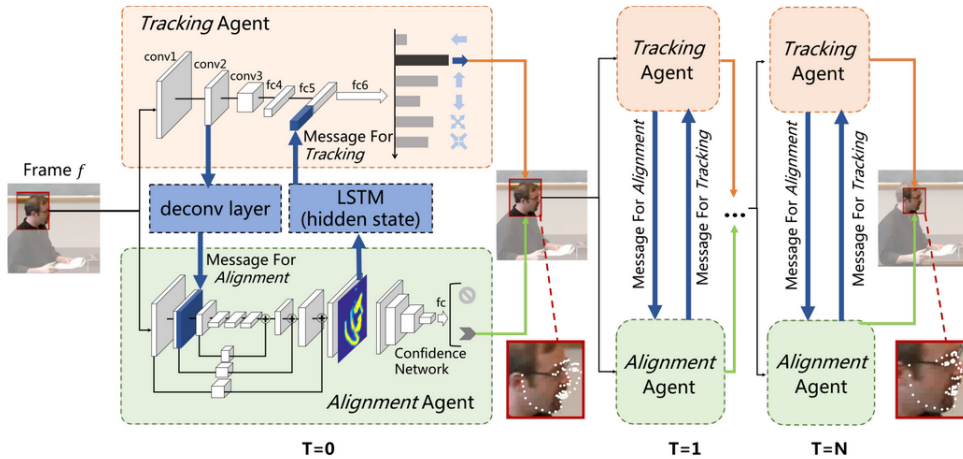 Tracking Agent
conv1
conv2
conv3
fc4
fc5
fc6
Message For
Tracking
Frame f
deconv layer
LSTM
(hidden state)
Message For
Alignment
fc
Confidence
Network
Alignment Agent
T=0
Tracking
Agent
Message For Alignment
Message For Tracking
...
Alignment
Agent
T=1
Tracking
Agent
Message For Alignment
Message For Tracking
Alignment
Agent
T=N